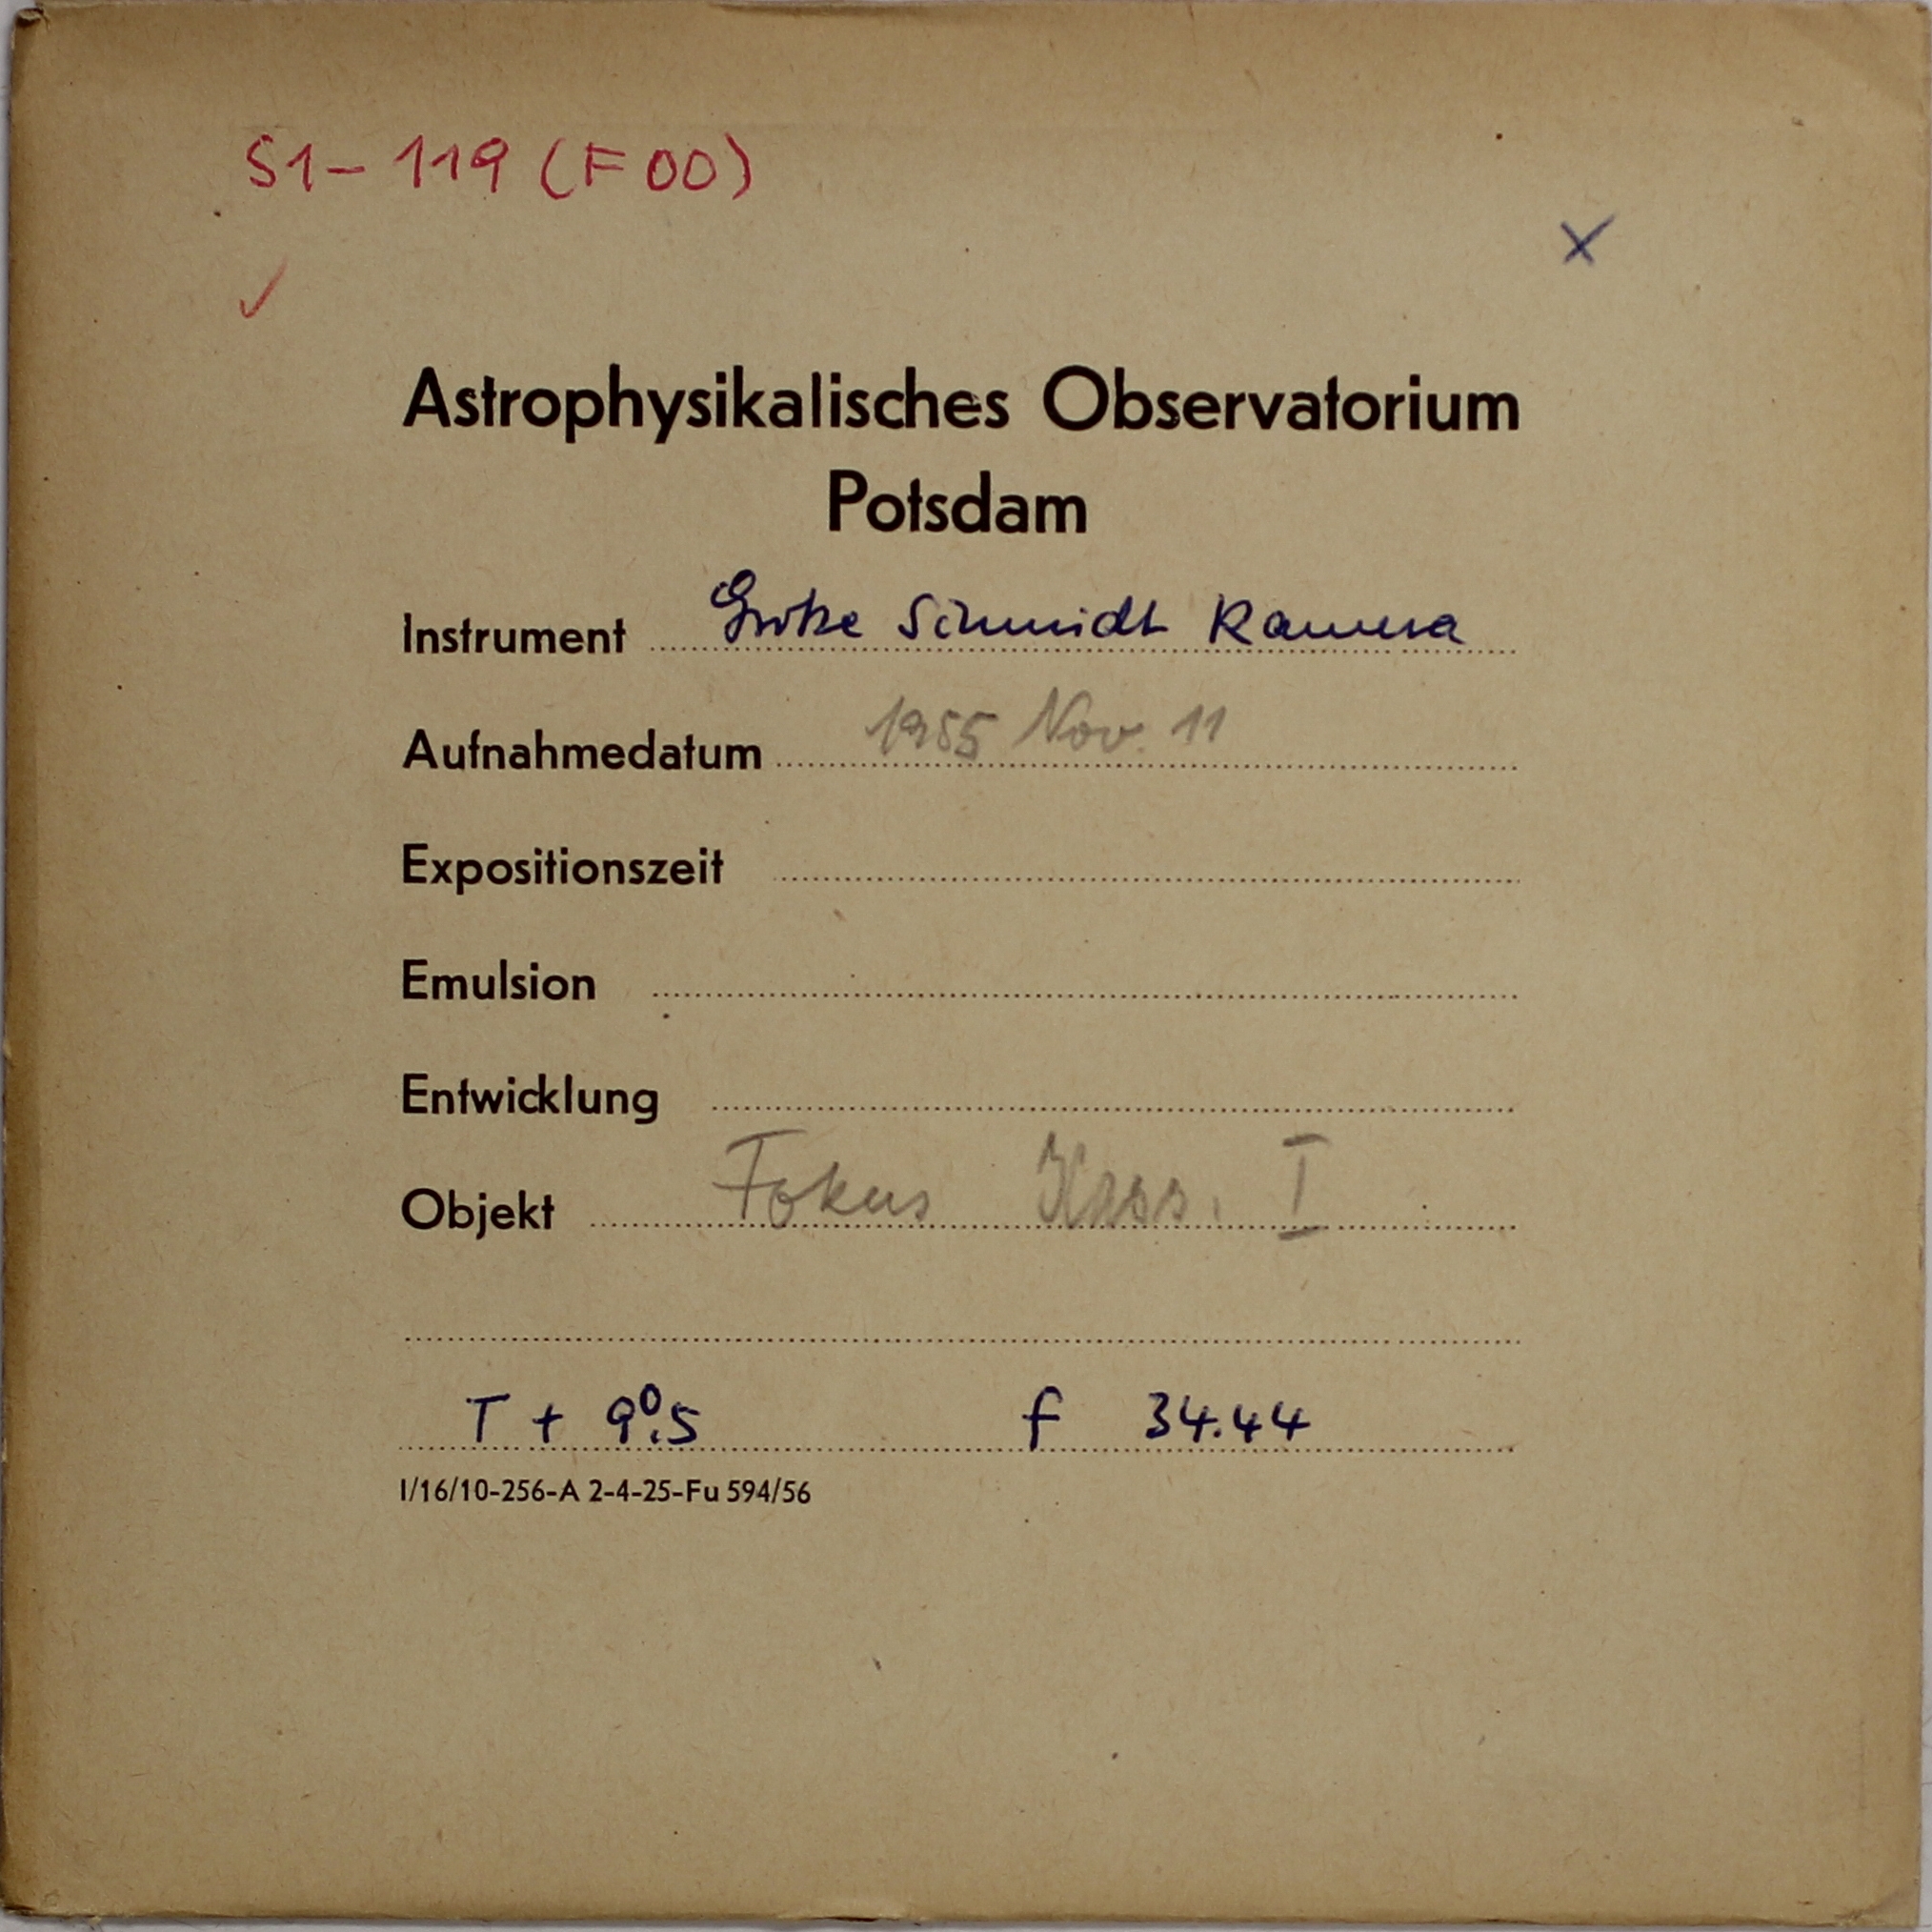 S1-119 (F00)
✓
x
Astrophysikalisches Observatorium
Potsdam
Instrument Große Schmidt Kamera
Aufnahmedatum 1955 Nov. 11
Expositionszeit
Emulsion
Entwicklung
Objekt Fokus Kass. I
T + 9°.5 f 34.44
I/16/10-256-A 2-4-25-Fu 594/56